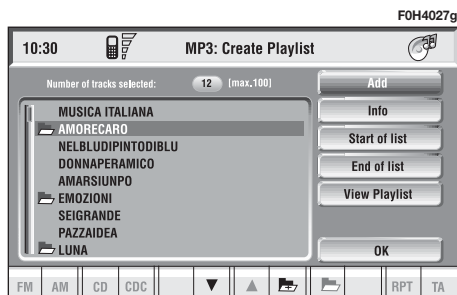 F0H4027g
10:30 MP3: Create Playlist
Number of tracks selected: 12 (max.100)
Add
MUSICA ITALIANA
Info
AMORECARO
Start of list
NELBLUDIPINTODIBLU
DONNAPERAMICO
End of list
AMARSIUNPO
EMOZIONI
View Playlist
SEIGRANDE
PAZZAIDEA
LUNA
OK
FM AM CD CDC RPT TA